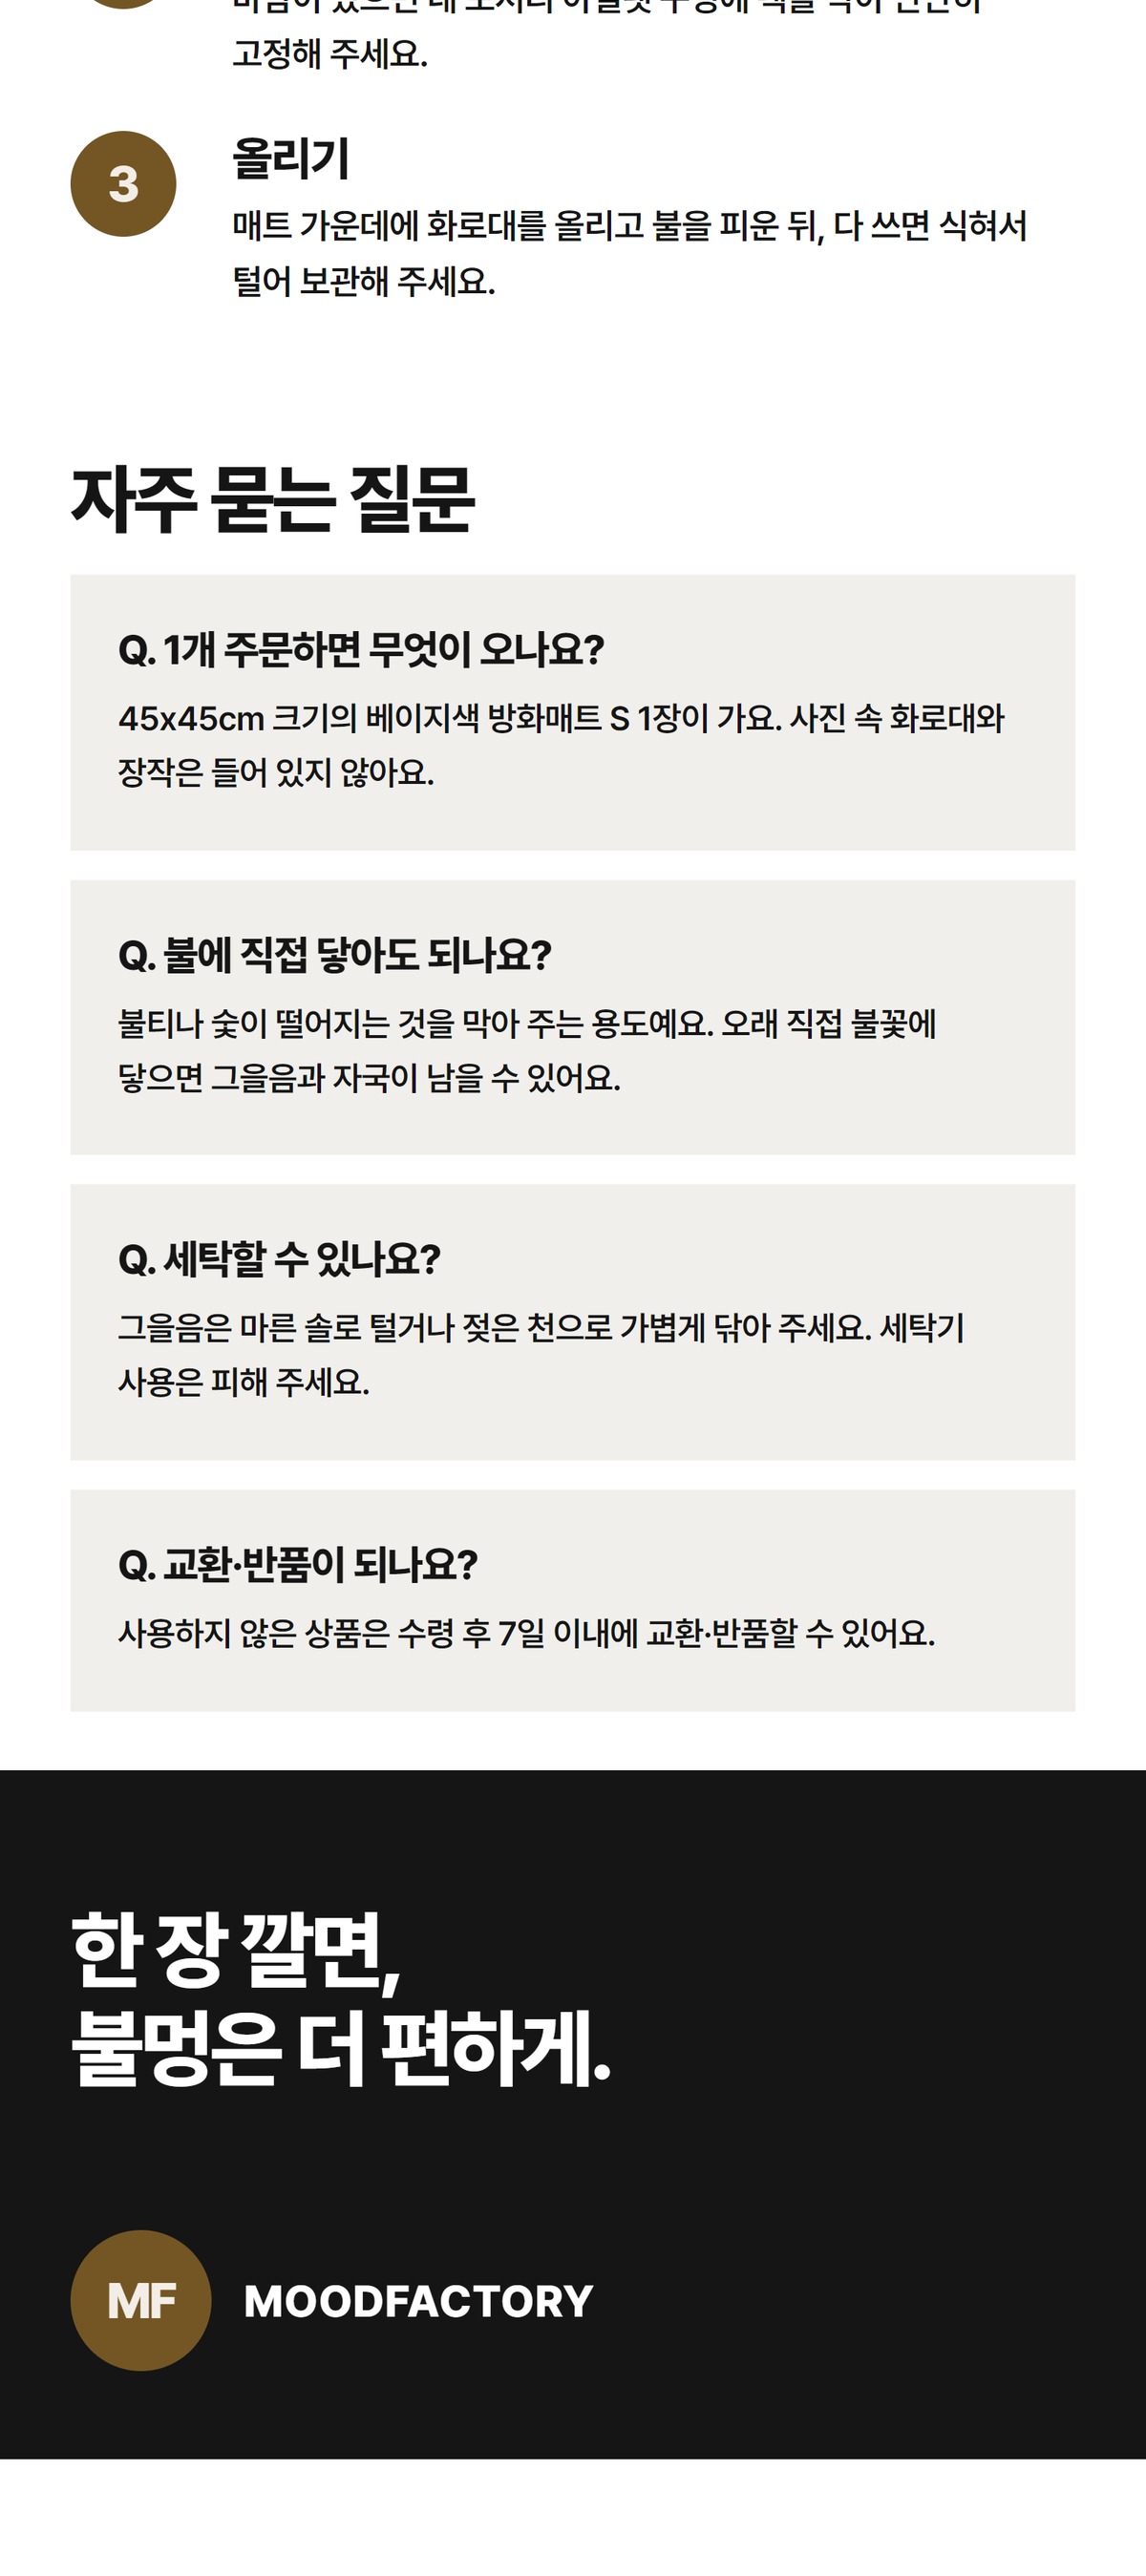 고정해 주세요.
3
올리기
매트 가운데에 화로대를 올리고 불을 피운 뒤, 다 쓰면 식혀서
털어 보관해 주세요.
자주 묻는 질문
Q. 1개 주문하면 무엇이 오나요?
45x45cm 크기의 베이지색 방화매트 S 1장이 가요. 사진 속 화로대와
장작은 들어 있지 않아요.
Q. 불에 직접 닿아도 되나요?
불티나 숯이 떨어지는 것을 막아 주는 용도예요. 오래 직접 불꽃에
닿으면 그을음과 자국이 남을 수 있어요.
Q. 세탁할 수 있나요?
그을음은 마른 솔로 털거나 젖은 천으로 가볍게 닦아 주세요. 세탁기
사용은 피해 주세요.
Q. 교환·반품이 되나요?
사용하지 않은 상품은 수령 후 7일 이내에 교환·반품할 수 있어요.
한 장 깔면,
불멍은 더 편하게.
MF
MOODFACTORY